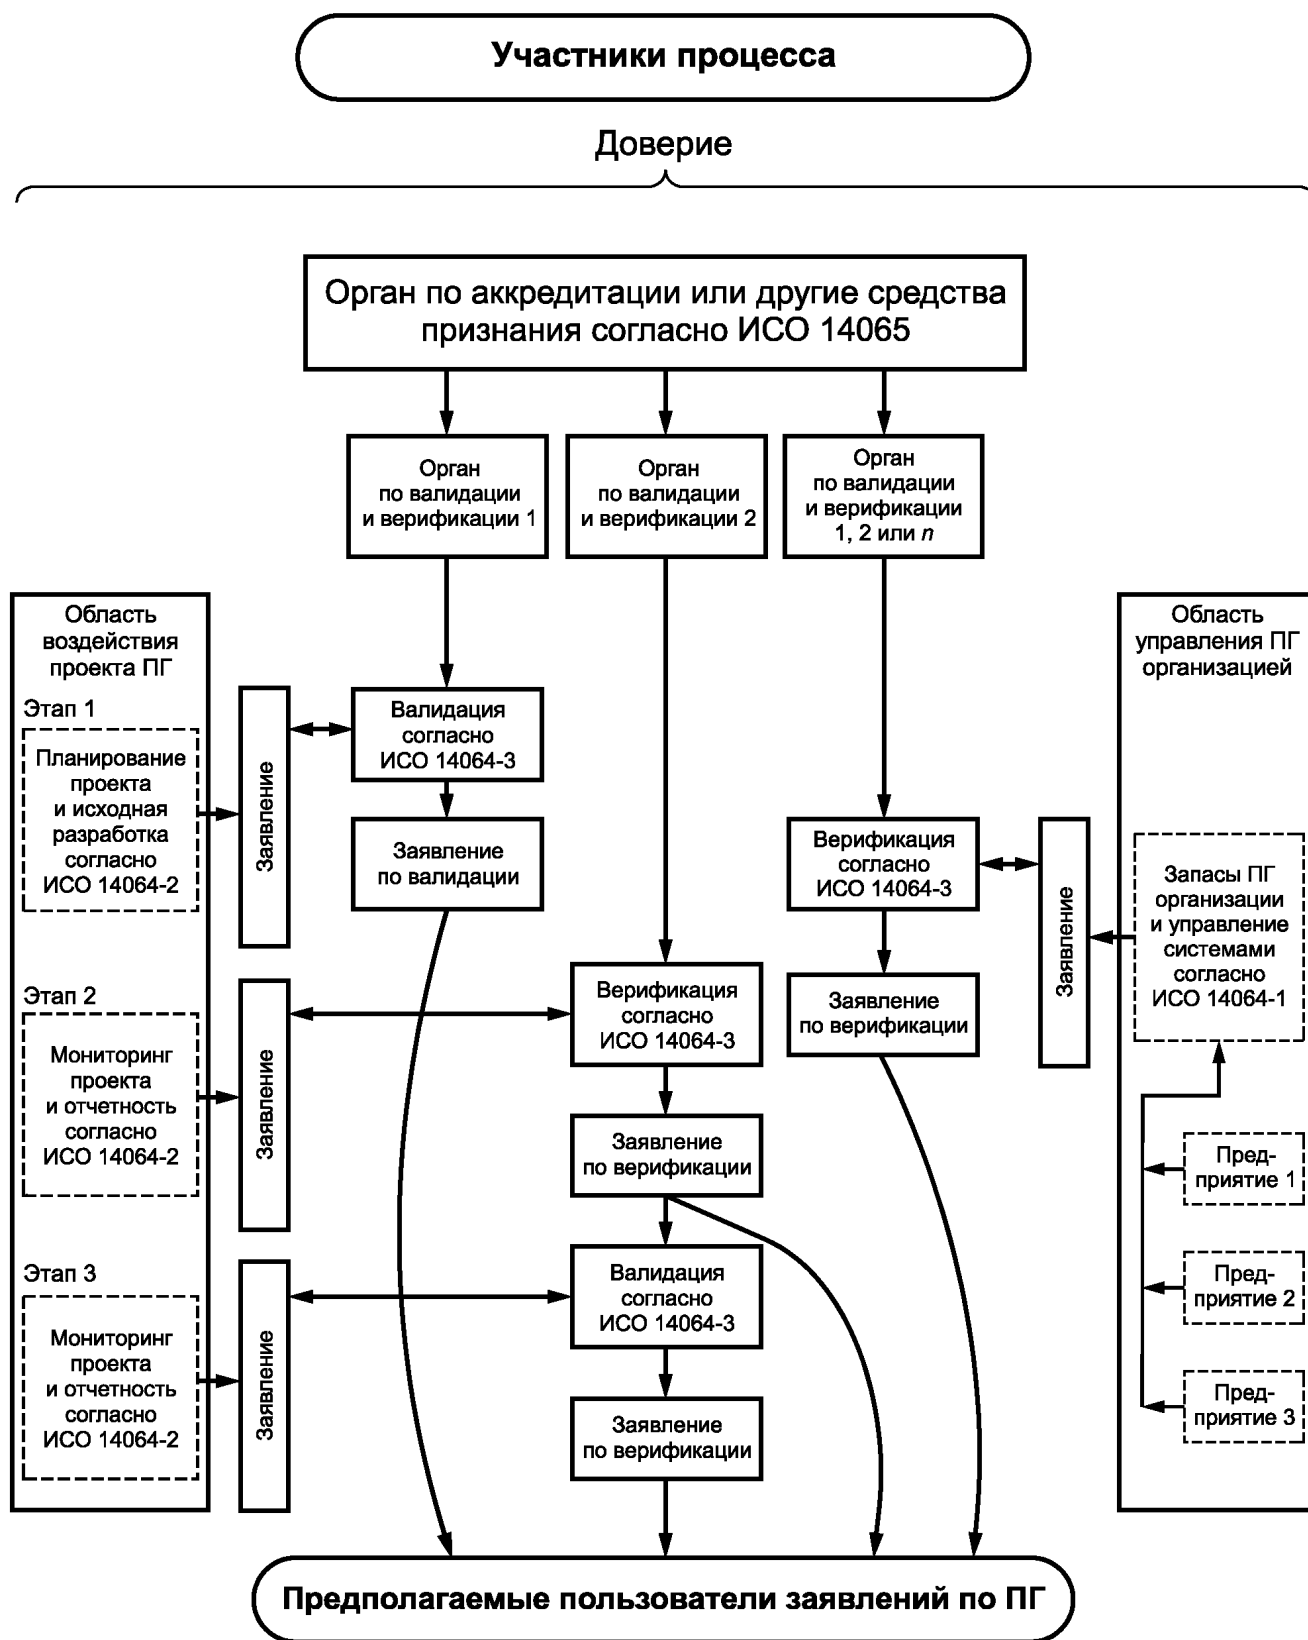 Участники процесса
Доверие
Орган по аккредитации или другие средства
признания согласно ИСО 14065
Орган
по валидации
и верификации 1
Орган
по валидации
и верификации 2
Орган
по валидации
и верификации
1, 2 или n
Область
воздействия
проекта ПГ
Этап 1
Планирование
проекта
и исходная
разработка
согласно
ИСО 14064-2
Заявление
Валидация
согласно
ИСО 14064-3
Заявление
по валидации
Этап 2
Мониторинг
проекта
и отчетность
согласно
ИСО 14064-2
Заявление
Верификация
согласно
ИСО 14064-3
Заявление
по верификации
Этап 3
Мониторинг
проекта
и отчетность
согласно
ИСО 14064-2
Заявление
Валидация
согласно
ИСО 14064-3
Заявление
по верификации
Верификация
согласно
ИСО 14064-3
Заявление
по верификации
Заявление
Область
управления ПГ
организацией
Запасы ПГ
организации
и управление
системами
согласно
ИСО 14064-1
Пред-
приятие 1
Пред-
приятие 2
Пред-
приятие 3
Предполагаемые пользователи заявлений по ПГ